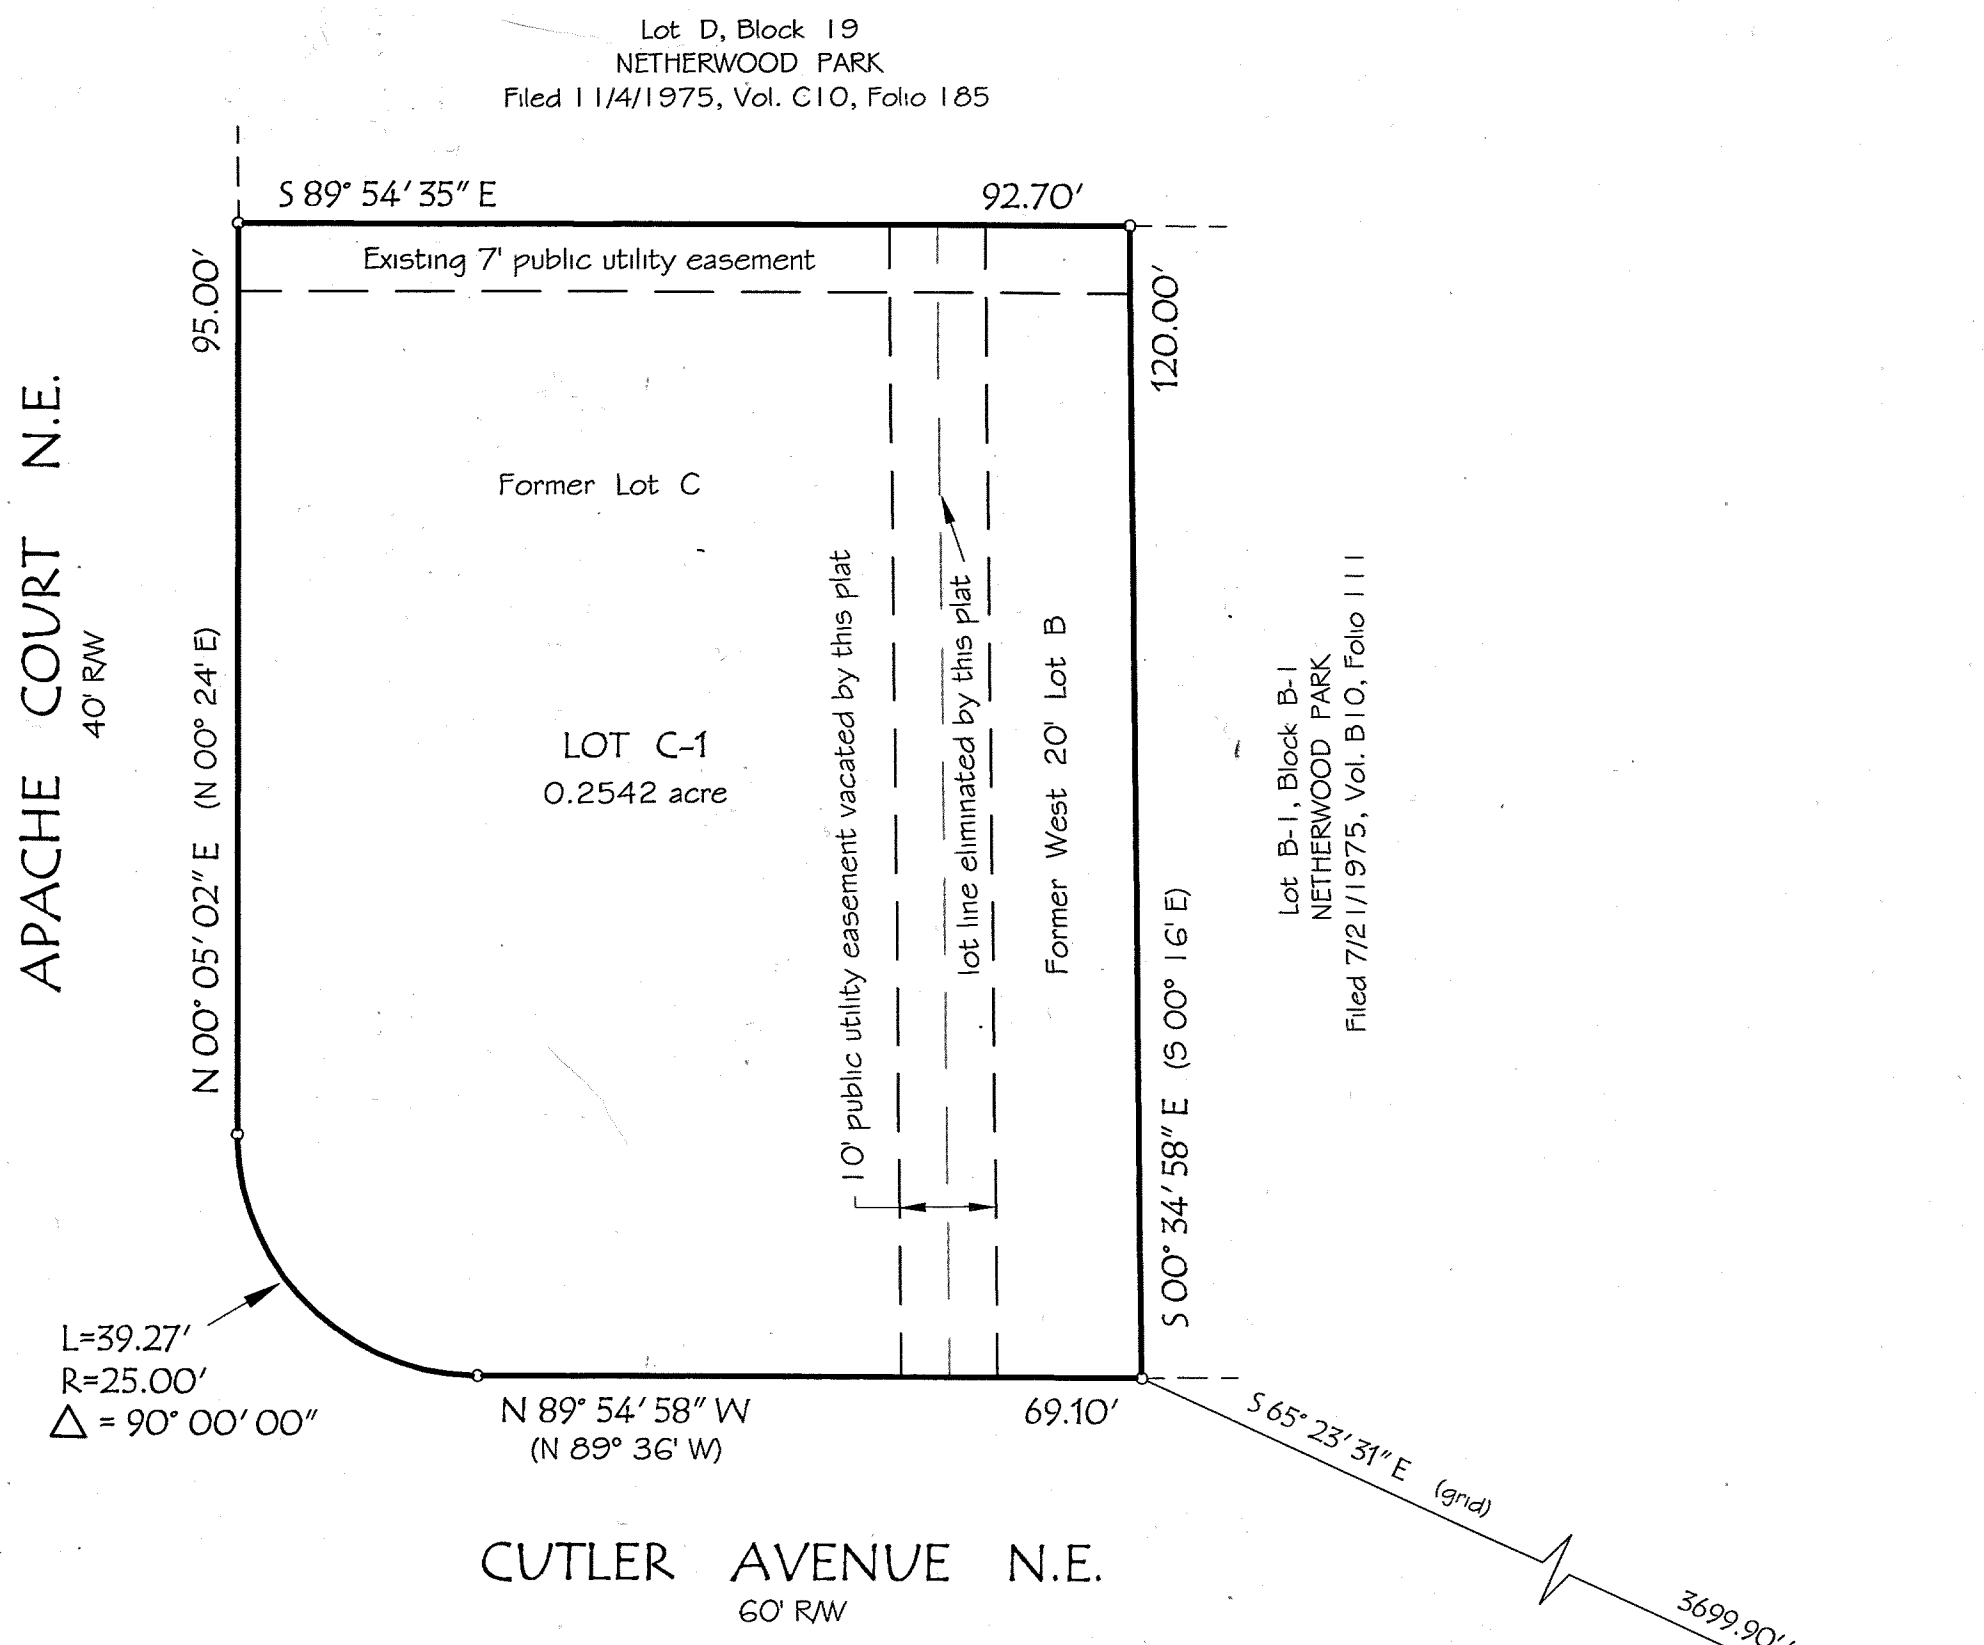 Lot D, Block 19
NETHERWOOD PARK
Filed 11/4/1975, Vol. C10, Folio 185
S 89° 54' 35" E
92.70'
Existing 7' public utility easement
95.00'
120.00'
APACHE COURT N.E.
40' R/W
N 00° 05' 02" E (N 00° 24' E)
Former Lot C
LOT C-1
0.2542 acre
10' public utility easement vacated by this plat
lot line eliminated by this plat
Former West 20' Lot B
S 00° 34' 58" E (S 00° 16' E)
Lot B-1, Block B-1
NETHERWOOD PARK
Filed 7/21/1975, Vol. B10, Folio 111
L=39.27'
R=25.00'
Δ = 90° 00' 00"
N 89° 54' 58" W
(N 89° 36' W)
69.10'
S 65° 23' 31" E (grid)
3699.90'
CUTLER AVENUE N.E.
60' R/W